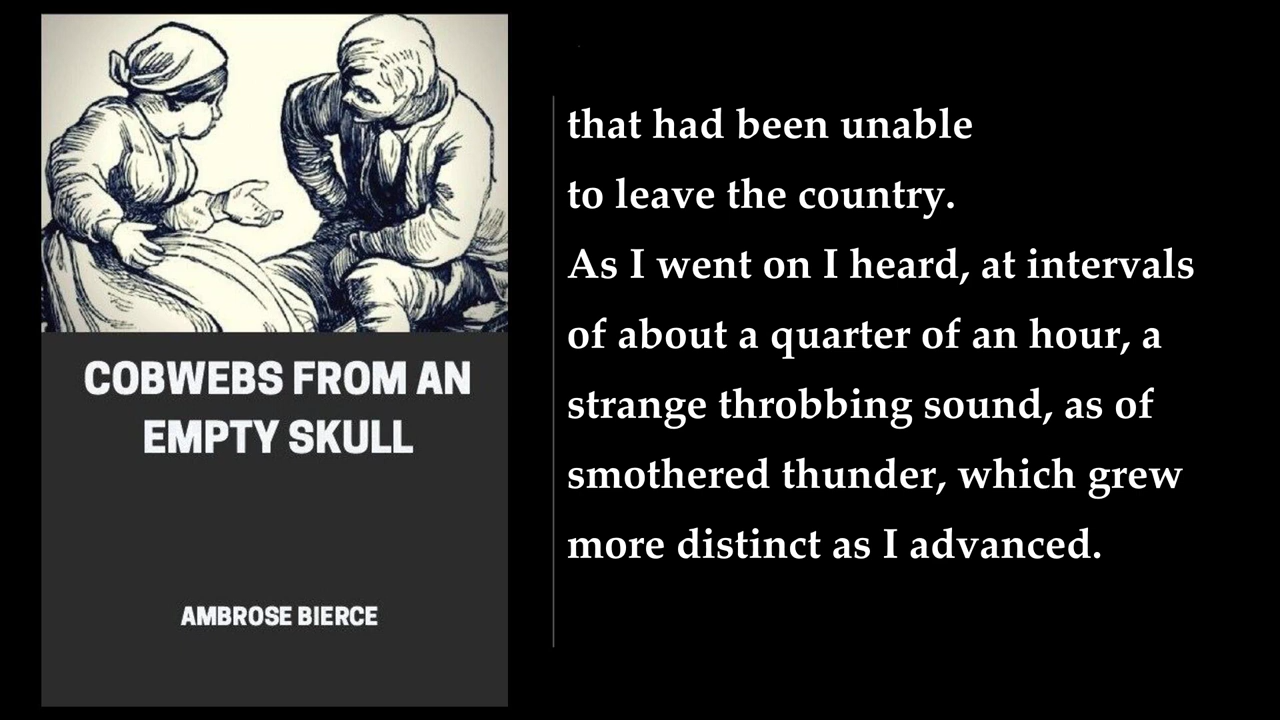 COBWEBS FROM AN
EMPTY SKULL
AMBROSE BIERCE
that had been unable
to leave the country.
As I went on I heard, at intervals
of about a quarter of an hour, a
strange throbbing sound, as of
smothered thunder, which grew
more distinct as I advanced.